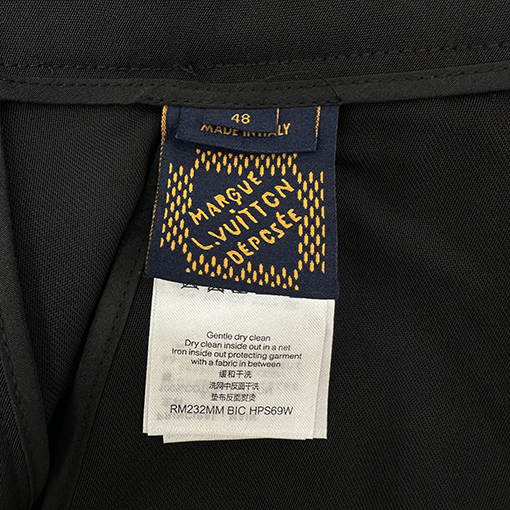 48
MADE IN ITALY
MARQUE
L.VUITTON
DÉPOSÉE
Gentle dry clean
Dry clean inside out in a net
Iron inside out protecting garment
with a fabric in between
缓和干洗
洗网中反面干洗
垫布反面熨烫
RM232MM BIC HPS69W